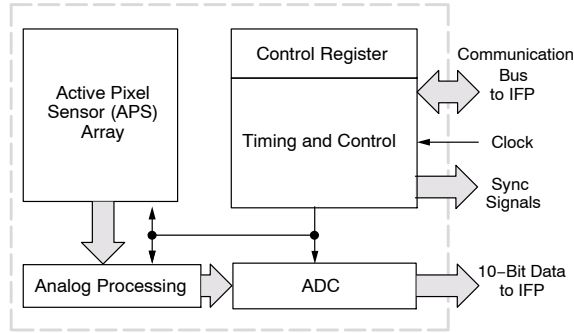 Active Pixel
Sensor (APS)
Array
Control Register
Timing and Control
Communication
Bus
to IFP
Clock
Sync
Signals
Analog Processing
ADC
10−Bit Data
to IFP